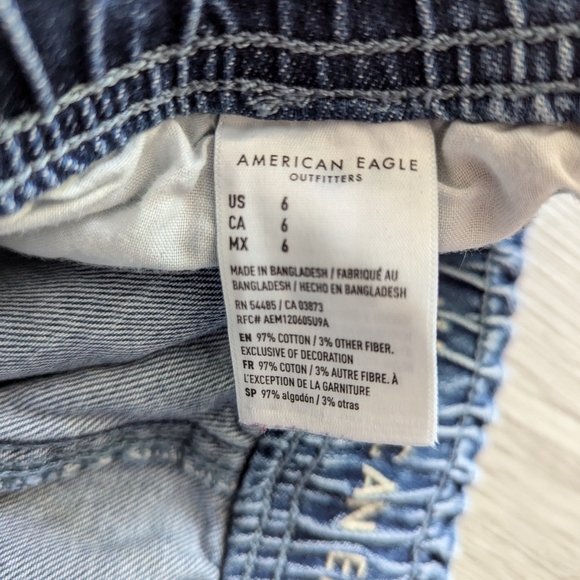 AMERICAN EAGLE
OUTFITTERS
US 6
CA 6
MX 6
MADE IN BANGLADESH / FABRIQUÉ AU
BANGLADESH / HECHO EN BANGLADESH
RN 54485 / CA 03873
RFC# AEM120605U9A
EN 97% COTTON / 3% OTHER FIBER,
EXCLUSIVE OF DECORATION
FR 97% COTON / 3% AUTRE FIBRE. À
L'EXCEPTION DE LA GARNITURE
SP 97% algodón / 3% otras